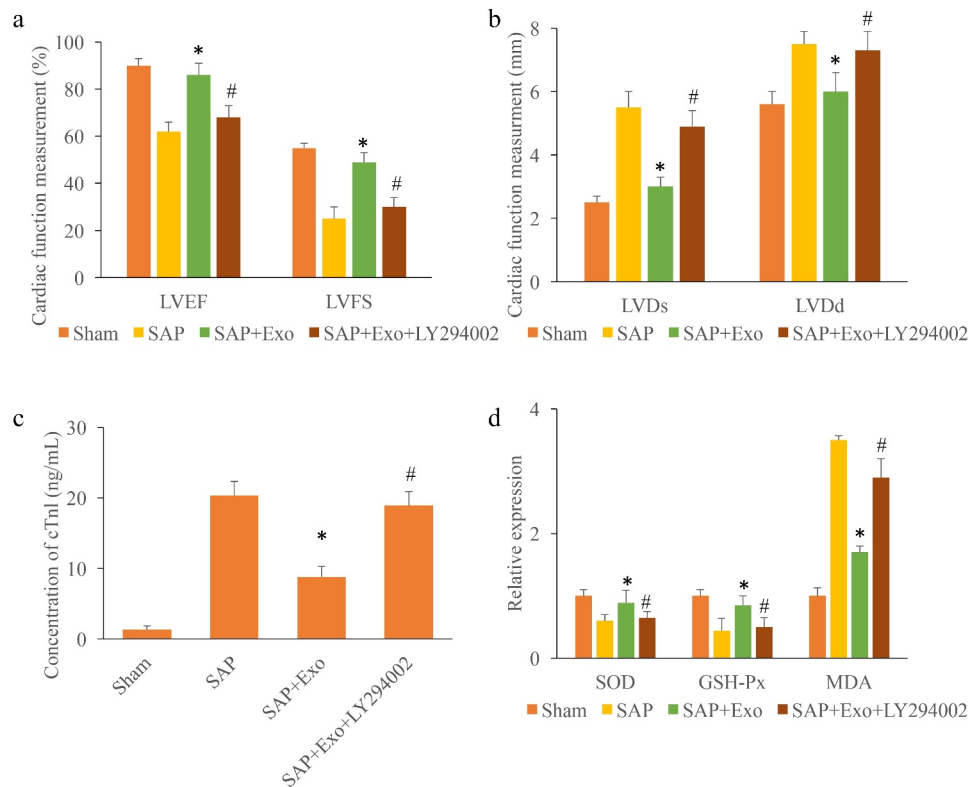 a
Cardiac function measurement (%)
100
80
60
40
20
0
*
#
*
#
LVEF LVFS
Sham SAP SAP+Exo SAP+Exo+LY294002
b
Cardiac function measurment (mm)
8
6
4
2
0
*
#
*
#
LVDs LVDd
Sham SAP SAP+Exo SAP+Exo+LY294002
c
Concentration of cTnl (ng/mL)
30
20
10
0
*
#
Sham
SAP
SAP+Exo
SAP+Exo+LY294002
d
Relative expression
4
2
0
*
#
*
#
*
#
SOD GSH-Px MDA
Sham SAP SAP+Exo SAP+Exo+LY294002